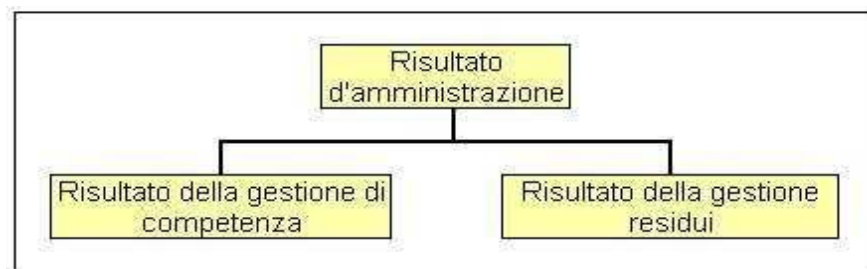 Risultato
d'amministrazione
Risultato della gestione di
competenza
Risultato della gestione
residui